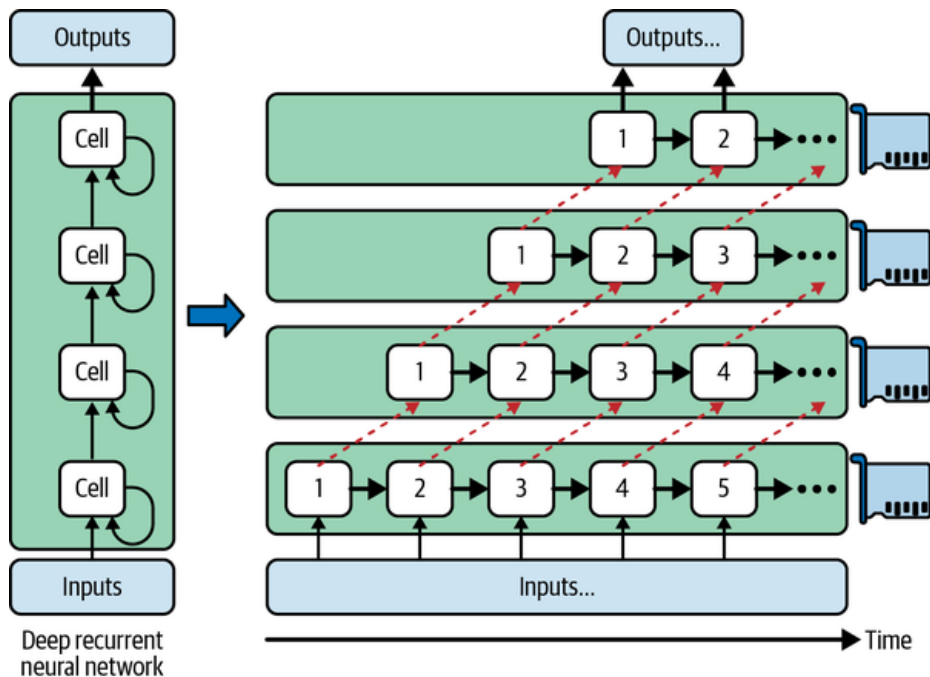 Outputs
Cell
Cell
Cell
Cell
Inputs
Deep recurrent
neural network
Outputs...
1 2
1 2 3
1 2 3 4
1 2 3 4 5
Inputs...
Time